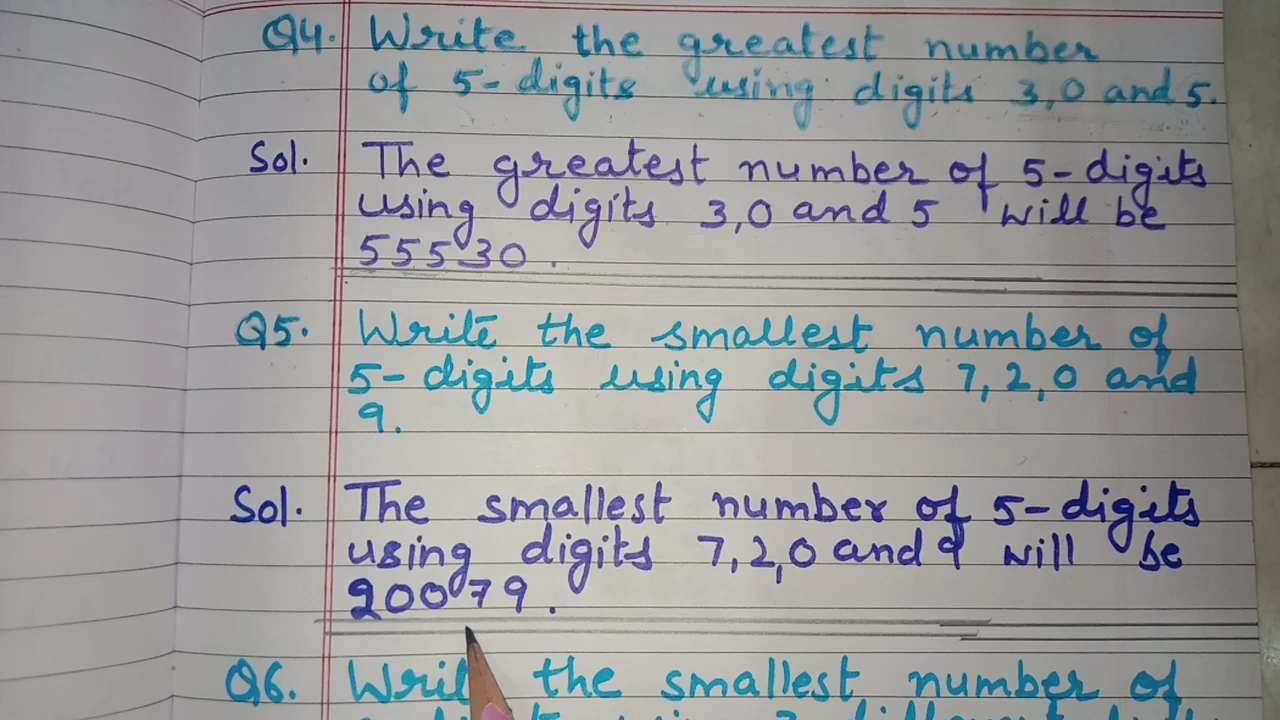 Q4. Write the greatest number
of 5-digits using digits 3,0 and 5.
Sol. The greatest number of 5-digits
using digits 3,0 and 5 will be
55530.
Q5. Write the smallest number of
5-digits using digits 7,2,0 and
9.
Sol. The smallest number of 5-digits
using digits 7,2,0 and 9 will be
20079.
Q6. Write the smallest number of